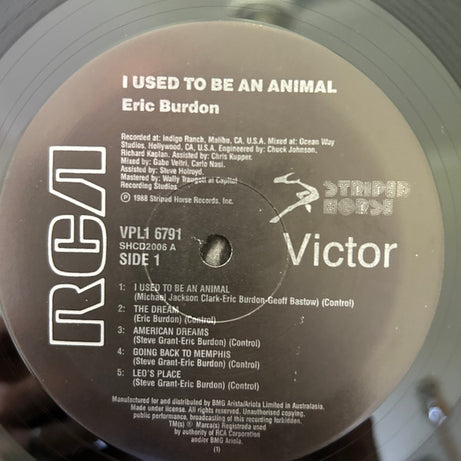 I USED TO BE AN ANIMAL
Eric Burdon
Recorded at: Indigo Ranch, Malibu, CA, U.S.A. Mixed at: Ocean Way
Studios, Hollywood, CA, U.S.A. Engineered by: Chuck Johnson,
Richard Kaplan. Assisted by: Chris Kupper.
Mixed by: Gabe Veltri, Carlo Nasi.
Assisted by: Steve Holroyd.
Mastered by: Wally Traugott at Capitol
Recording Studios
℗ 1988 Striped Horse Records, Inc.
STRIPED
HORSE
RCA
Victor
VPL1 6791
SHCD2006 A
SIDE 1
1: I USED TO BE AN ANIMAL
(Michael Jackson Clark-Eric Burdon-Geoff Bastow) (Control)
2: THE DREAM
(Eric Burdon) (Control)
3: AMERICAN DREAMS
(Steve Grant-Eric Burdon) (Control)
4: GOING BACK TO MEMPHIS
(Steve Grant-Eric Burdon) (Control)
5: LEO'S PLACE
(Steve Grant-Eric Burdon) (Control)
Manufactured for and distributed by BMG Arista/Ariola Limited in Australasia.
Made under license. All rights reserved. Unauthorised copying,
public performance, broadcasting of this recording forbidden.
TM(s) ® Marca(s) Registrada used
by authority of RCA Corporation
and/or BMG Ariola.
(1)